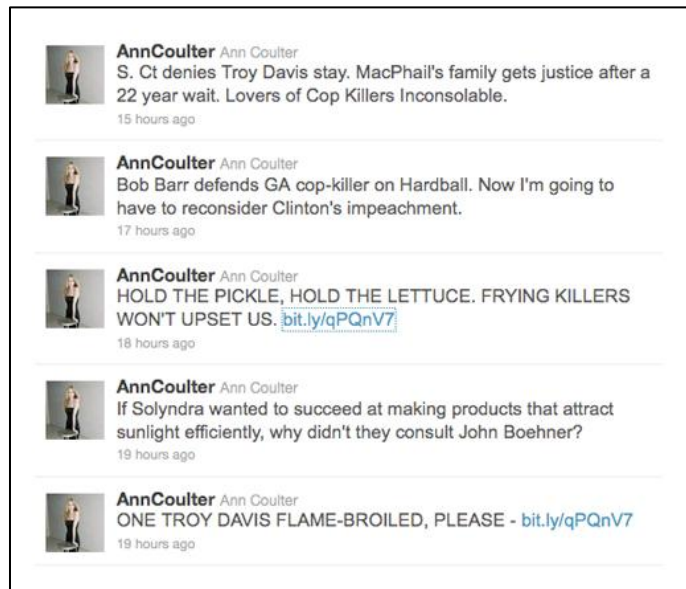 AnnCoulter Ann Coulter
S. Ct denies Troy Davis stay. MacPhail's family gets justice after a
22 year wait. Lovers of Cop Killers Inconsolable.
15 hours ago
AnnCoulter Ann Coulter
Bob Barr defends GA cop-killer on Hardball. Now I'm going to
have to reconsider Clinton's impeachment.
17 hours ago
AnnCoulter Ann Coulter
HOLD THE PICKLE, HOLD THE LETTUCE. FRYING KILLERS
WON'T UPSET US. bit.ly/qPQnV7
18 hours ago
AnnCoulter Ann Coulter
If Solyndra wanted to succeed at making products that attract
sunlight efficiently, why didn't they consult John Boehner?
19 hours ago
AnnCoulter Ann Coulter
ONE TROY DAVIS FLAME-BROILED, PLEASE - bit.ly/qPQnV7
19 hours ago